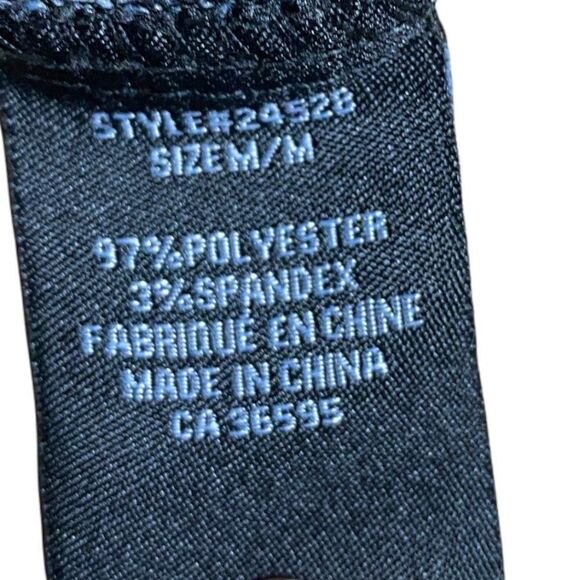 STYLE#24528
SIZEM/M
97%POLYESTER
3%SPANDEX
FABRIQUÉ EN CHINE
MADE IN CHINA
CA 36595